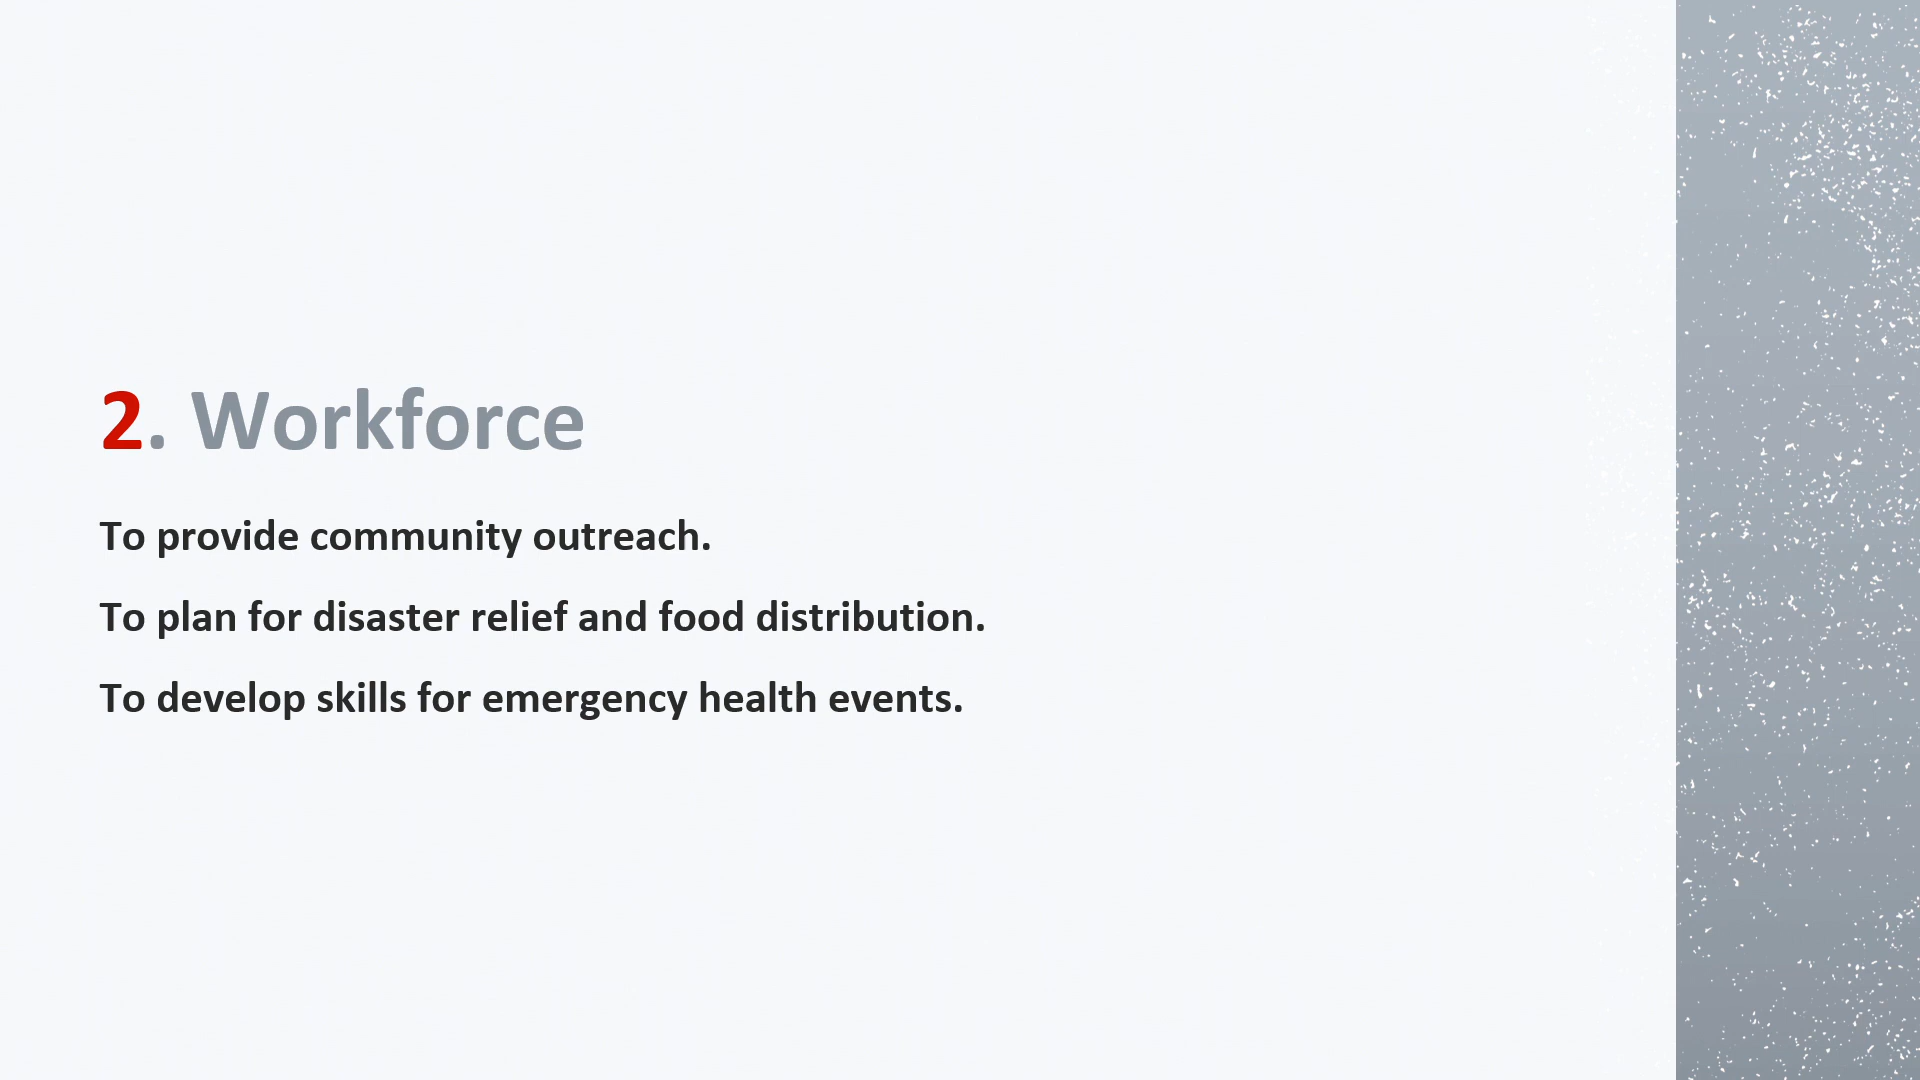 2. Workforce
To provide community outreach.
To plan for disaster relief and food distribution.
To develop skills for emergency health events.